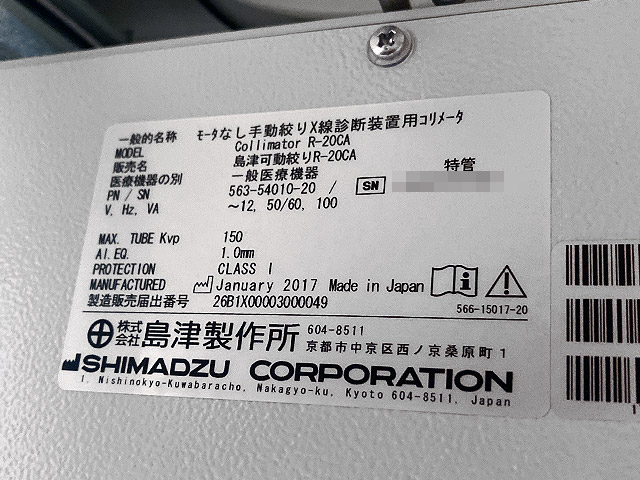 一般的名称 モータなし手動絞りX線診断装置用コリメータ
MODEL Collimator R-20CA
販売名 島津可動絞りR-20CA
医療機器の別 一般医療機器 特管
PN / SN 563-54010-20 / SN
V, Hz, VA ～12, 50/60, 100
MAX. TUBE Kvp 150
Al.EQ. 1.0mm
PROTECTION CLASS I
MANUFACTURED January 2017 Made in Japan
製造販売届出番号 26B1X00003000049
566-15017-20
株式会社 島津製作所 604-8511
京都市中京区西ノ京桑原町1
SHIMADZU CORPORATION
1, Nishinokyo-Kuwabaracho, Nakagyo-ku, Kyoto 604-8511, Japan